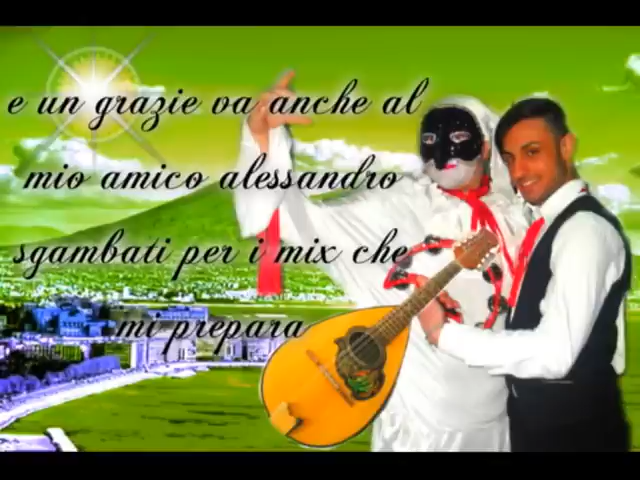 e un grazie va anche al
mio amico alessandro
sgambati per i mix che
mi prepara